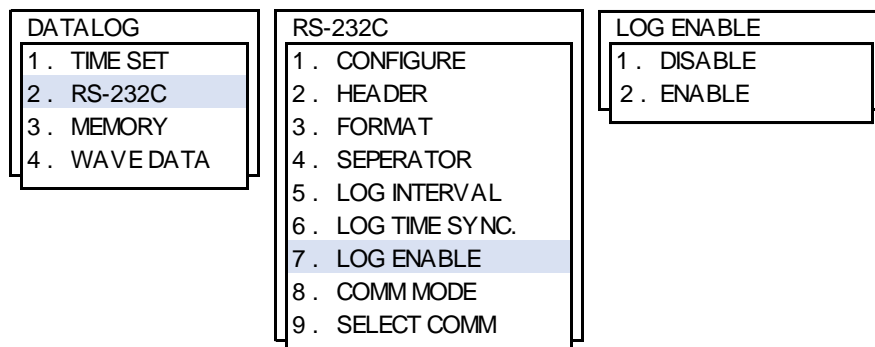 DATALOG
1 . TIME SET
2 . RS-232C
3 . MEMORY
4 . WAVE DATA
RS-232C
1 . CONFIGURE
2 . HEADER
3 . FORMAT
4 . SEPERATOR
5 . LOG INTERVAL
6 . LOG TIME SYNC.
7 . LOG ENABLE
8 . COMM MODE
9 . SELECT COMM
LOG ENABLE
1 . DISABLE
2 . ENABLE